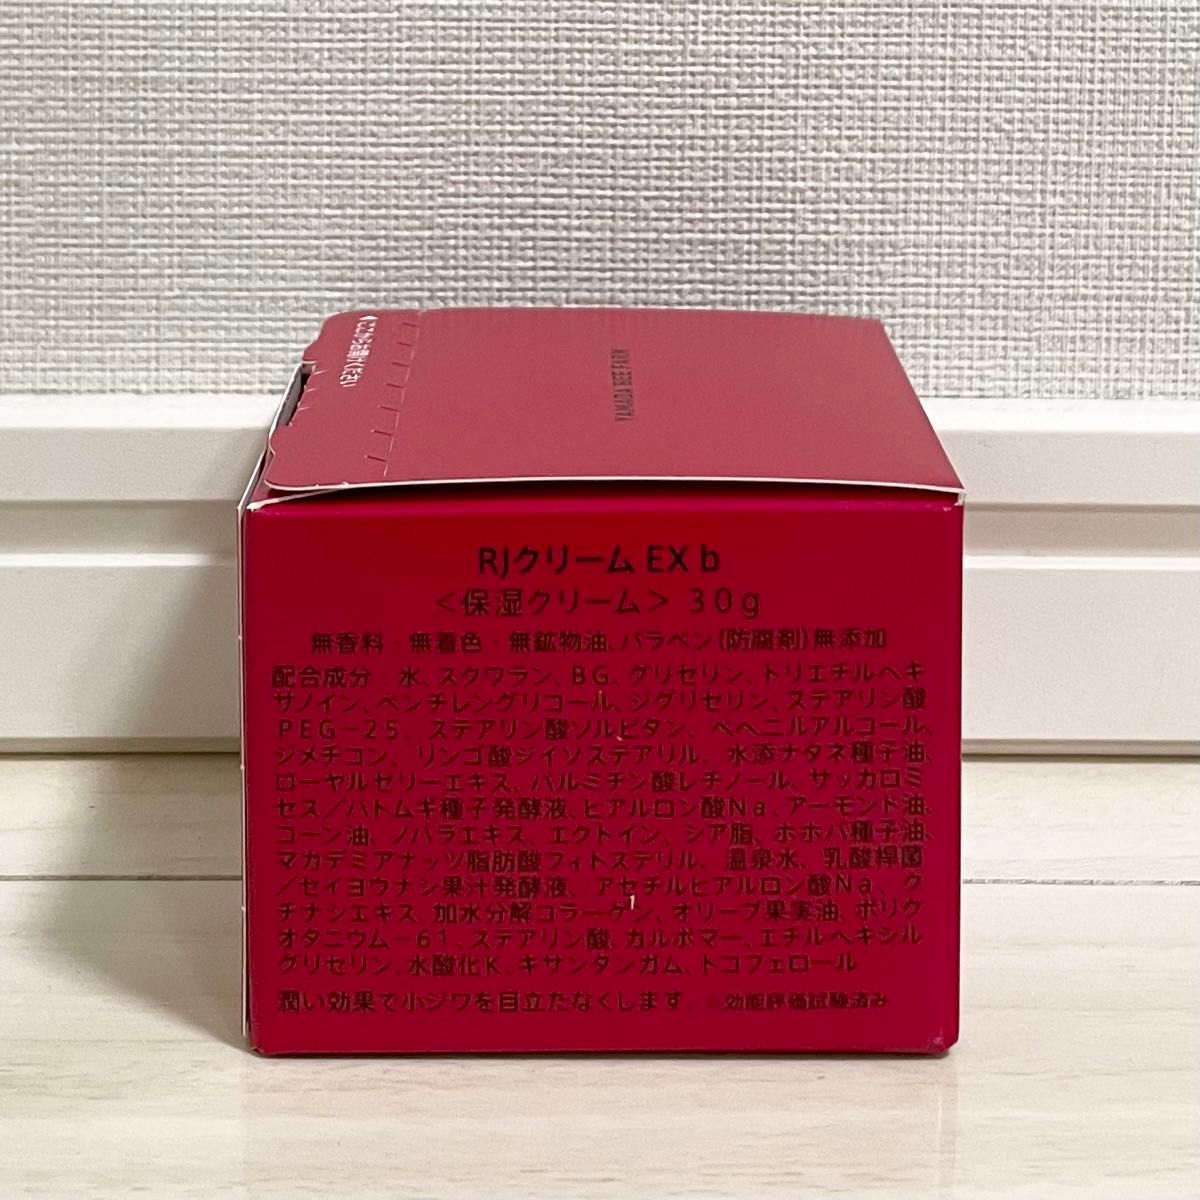 ◀ここからお開けください
YAMADA BEE FARM
RJクリーム EX b
＜保湿クリーム＞ 30g
無香料・無着色・無鉱物油、パラベン(防腐剤)無添加
配合成分：水、スクワラン、BG、グリセリン、トリエチルヘキ
サノイン、ペンチレングリコール、ジグリセリン、ステアリン酸
PEG－25、ステアリン酸ソルビタン、ベヘニルアルコール、
ジメチコン、リンゴ酸ジイソステアリル、水添ナタネ種子油、
ローヤルゼリーエキス、パルミチン酸レチノール、サッカロミ
セス／ハトムギ種子発酵液、ヒアルロン酸Na、アーモンド油、
コーン油、ノバラエキス、エクトイン、シア脂、ホホバ種子油、
マカデミアナッツ脂肪酸フィトステリル、温泉水、乳酸桿菌
／セイヨウナシ果汁発酵液、アセチルヒアルロン酸Na、ク
チナシエキス、加水分解コラーゲン、オリーブ果実油、ポリク
オタニウム－61、ステアリン酸、カルボマー、エチルヘキシル
グリセリン、水酸化K、キサンタンガム、トコフェロール
潤い効果で小ジワを目立たなくします。※効能評価試験済み
1